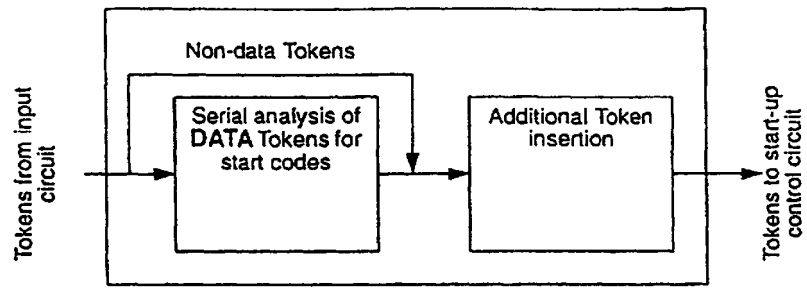 Non-data Tokens
Serial analysis of
DATA Tokens for
start codes
Additional Token
insertion
Tokens from input
circuit
Tokens to start-up
control circuit